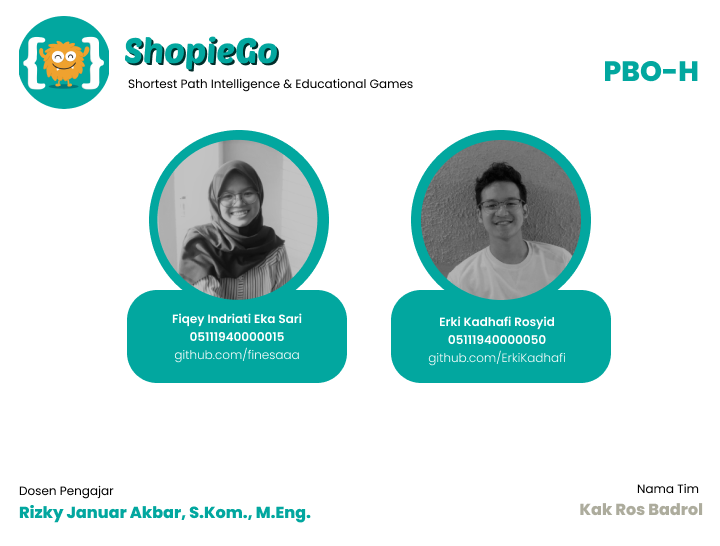 ShopieGo
Shortest Path Intelligence & Educational Games
PBO-H
Fiqey Indriati Eka Sari
05111940000015
github.com/finesaaa
Erki Kadhafi Rosyid
05111940000050
github.com/ErkiKadhafi
Dosen Pengajar
Rizky Januar Akbar, S.Kom., M.Eng.
Nama Tim
Kak Ros Badrol